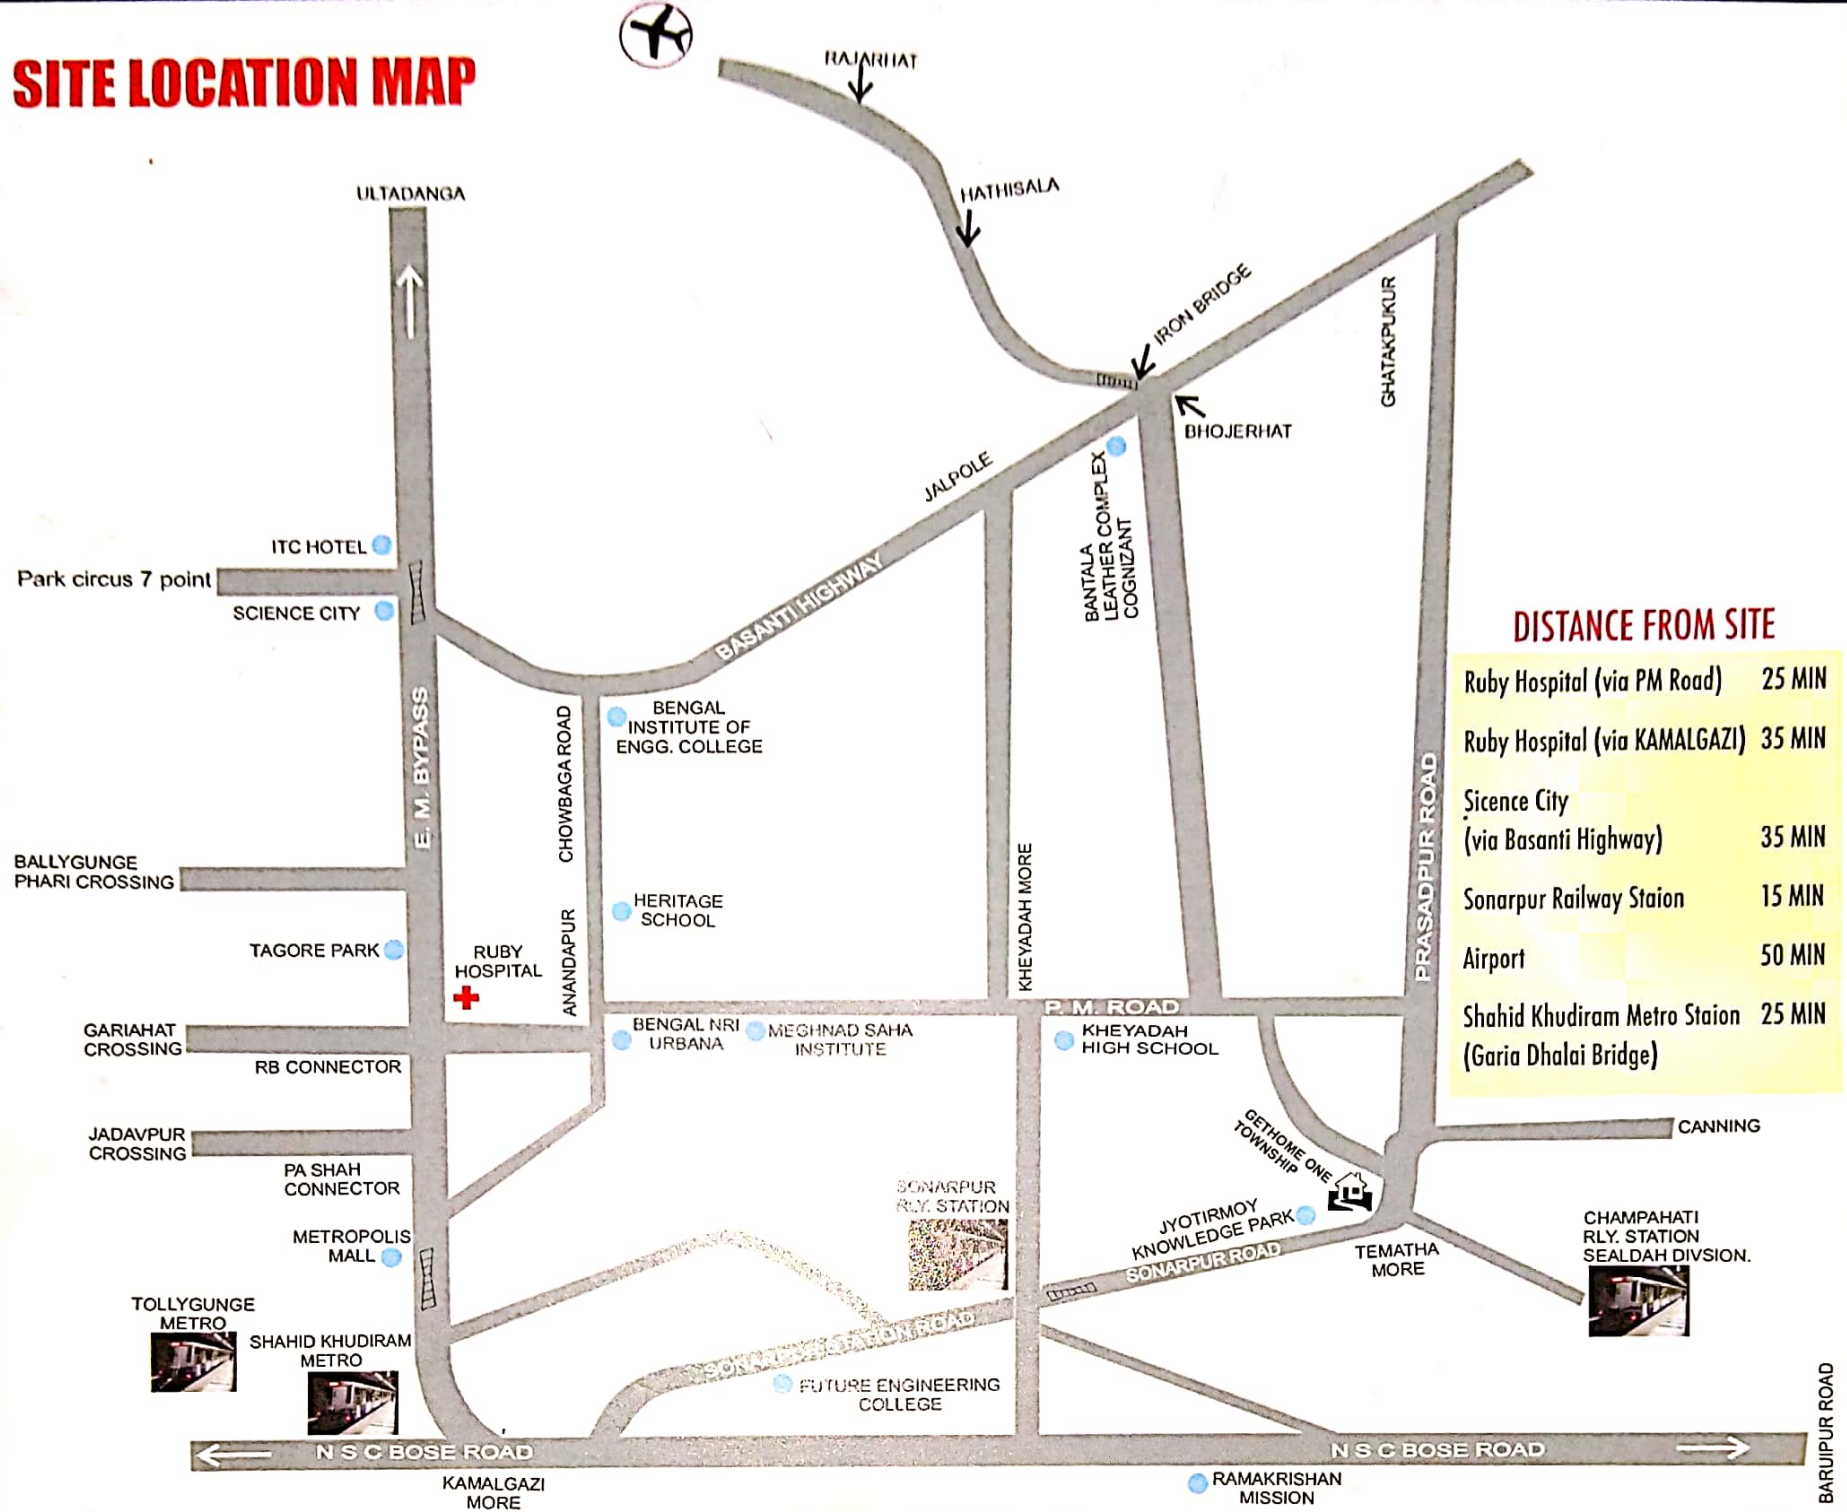 SITE LOCATION MAP
RAJARHAT
HATHISALA
ULTADANGA
IRON BRIDGE
GHATAKPUKUR
BHOJERHAT
JALPOLE
BANTALA
LEATHER COMPLEX
COGNIZANT
ITC HOTEL
Park circus 7 point
SCIENCE CITY
BASANTI HIGHWAY
E. M. BYPASS
CHOWBAGA ROAD
BENGAL
INSTITUTE OF
ENGG. COLLEGE
BALLYGUNGE
PHARI CROSSING
HERITAGE
SCHOOL
TAGORE PARK
RUBY
HOSPITAL
ANANDAPUR
KHEYADAH MORE
PRASADPUR ROAD
P. M. ROAD
GARIAHAT
CROSSING
RB CONNECTOR
BENGAL NRI
URBANA
MEGHNAD SAHA
INSTITUTE
KHEYADAH
HIGH SCHOOL
JADAVPUR
CROSSING
PA SHAH
CONNECTOR
GETHOME ONE
TOWNSHIP
CANNING
METROPOLIS
MALL
SONARPUR
RLY. STATION
JYOTIRMOY
KNOWLEDGE PARK
SONARPUR ROAD
TEMATHA
MORE
CHAMPAHATI
RLY. STATION
SEALDAH DIVSION.
TOLLYGUNGE
METRO
SHAHID KHUDIRAM
METRO
SONARPUR STATION ROAD
FUTURE ENGINEERING
COLLEGE
N S C BOSE ROAD
N S C BOSE ROAD
KAMALGAZI
MORE
RAMAKRISHAN
MISSION
BARUIPUR ROAD
DISTANCE FROM SITE
Ruby Hospital (via PM Road) 25 MIN
Ruby Hospital (via KAMALGAZI) 35 MIN
Sicence City
(via Basanti Highway) 35 MIN
Sonarpur Railway Staion 15 MIN
Airport 50 MIN
Shahid Khudiram Metro Staion 25 MIN
(Garia Dhalai Bridge)